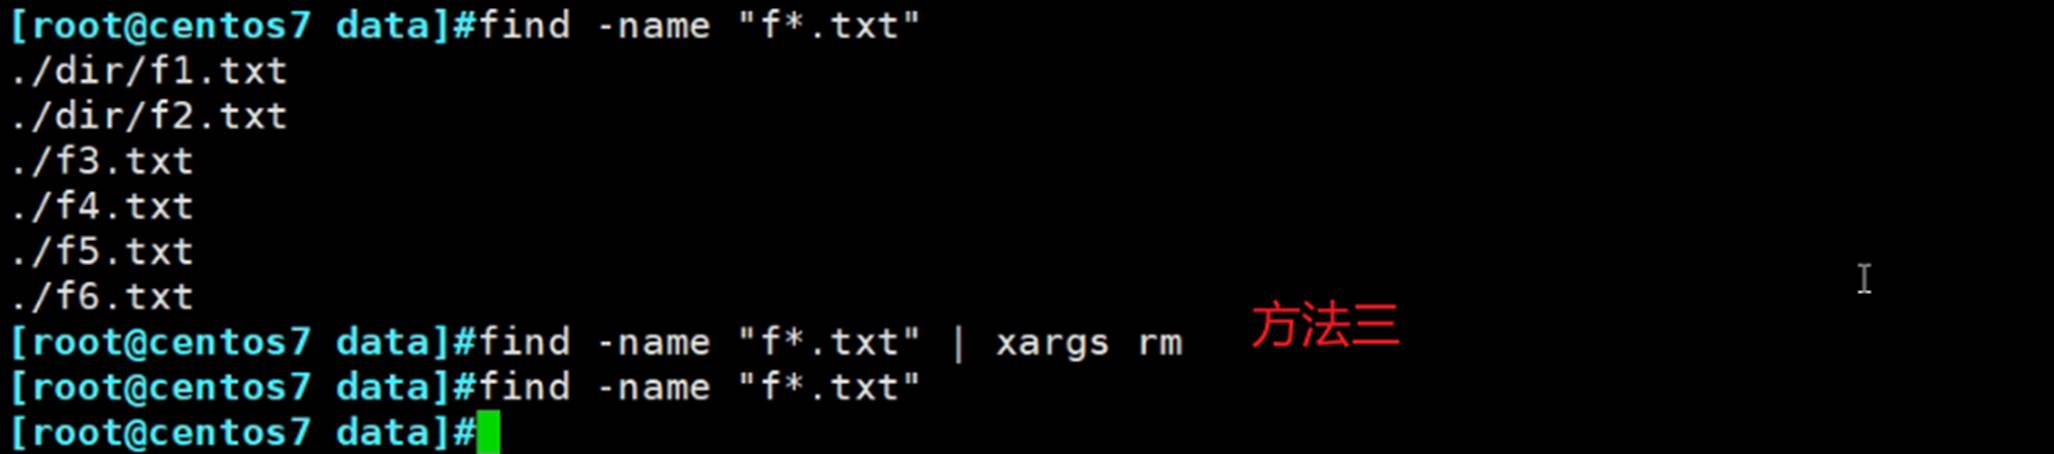 [root@centos7 data]#find -name "f*.txt"
./dir/f1.txt
./dir/f2.txt
./f3.txt
./f4.txt
./f5.txt
./f6.txt
[root@centos7 data]#find -name "f*.txt" | xargs rm 方法三
[root@centos7 data]#find -name "f*.txt"
[root@centos7 data]#